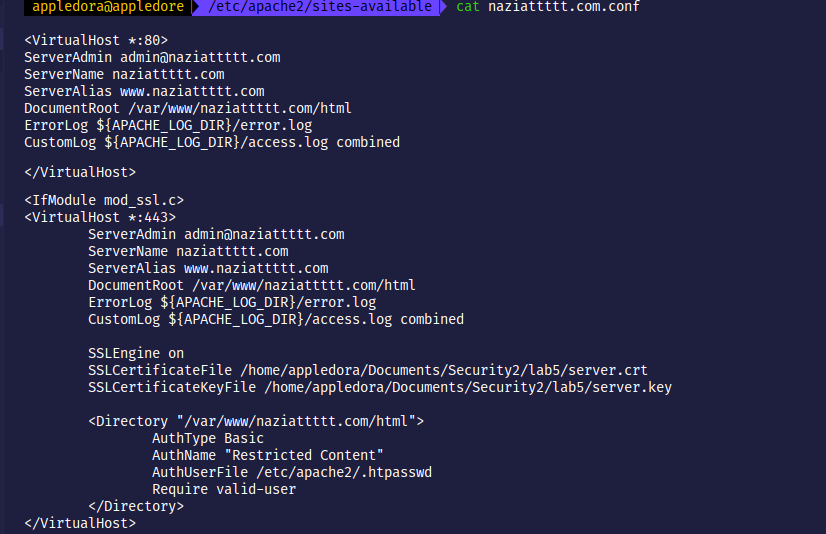 appledora@appledore /etc/apache2/sites-available cat naziattttt.com.conf
<VirtualHost *:80>
ServerAdmin admin@naziattttt.com
ServerName naziattttt.com
ServerAlias www.naziattttt.com
DocumentRoot /var/www/naziattttt.com/html
ErrorLog ${APACHE_LOG_DIR}/error.log
CustomLog ${APACHE_LOG_DIR}/access.log combined
</VirtualHost>
<IfModule mod_ssl.c>
<VirtualHost *:443>
ServerAdmin admin@naziattttt.com
ServerName naziattttt.com
ServerAlias www.naziattttt.com
DocumentRoot /var/www/naziattttt.com/html
ErrorLog ${APACHE_LOG_DIR}/error.log
CustomLog ${APACHE_LOG_DIR}/access.log combined
SSLEngine on
SSLCertificateFile /home/appledora/Documents/Security2/lab5/server.crt
SSLCertificateKeyFile /home/appledora/Documents/Security2/lab5/server.key
<Directory "/var/www/naziattttt.com/html">
AuthType Basic
AuthName "Restricted Content"
AuthUserFile /etc/apache2/.htpasswd
Require valid-user
</Directory>
</VirtualHost>